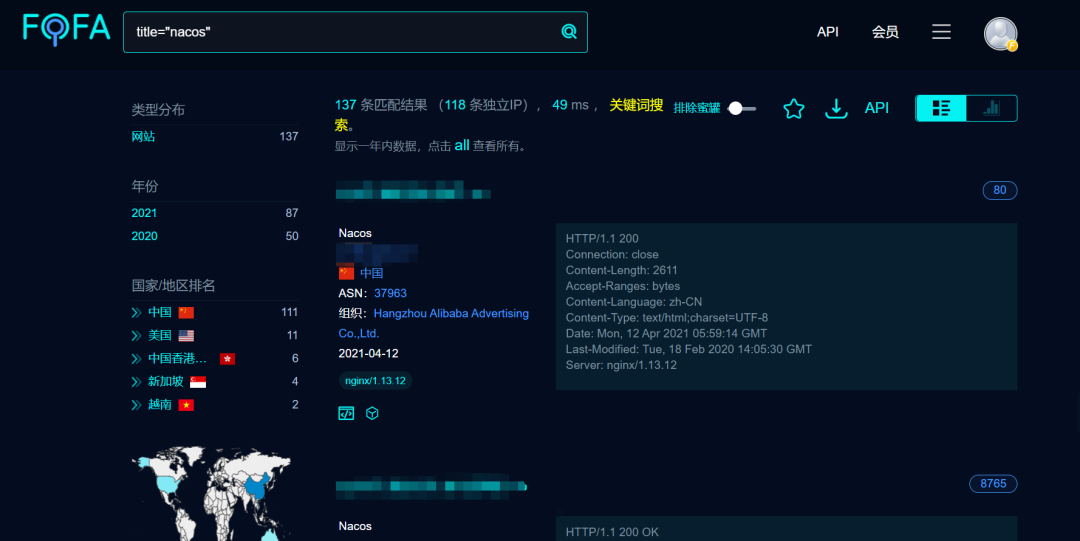 FOFA
title="nacos"
API
会员
F
类型分布
网站 137
年份
2021 87
2020 50
国家/地区排名
中国 111
美国 11
中国香港... 6
新加坡 4
越南 2
137 条匹配结果 （118 条独立IP）， 49 ms ， 关键词搜
索。
显示一年内数据，点击 all 查看所有。
排除蜜罐
API
80
Nacos
中国
ASN: 37963
组织: Hangzhou Alibaba Advertising
Co.,Ltd.
2021-04-12
nginx/1.13.12
HTTP/1.1 200
Connection: close
Content-Length: 2611
Accept-Ranges: bytes
Content-Language: zh-CN
Content-Type: text/html;charset=UTF-8
Date: Mon, 12 Apr 2021 05:59:14 GMT
Last-Modified: Tue, 18 Feb 2020 14:05:30 GMT
Server: nginx/1.13.12
8765
Nacos
HTTP/1.1 200 OK